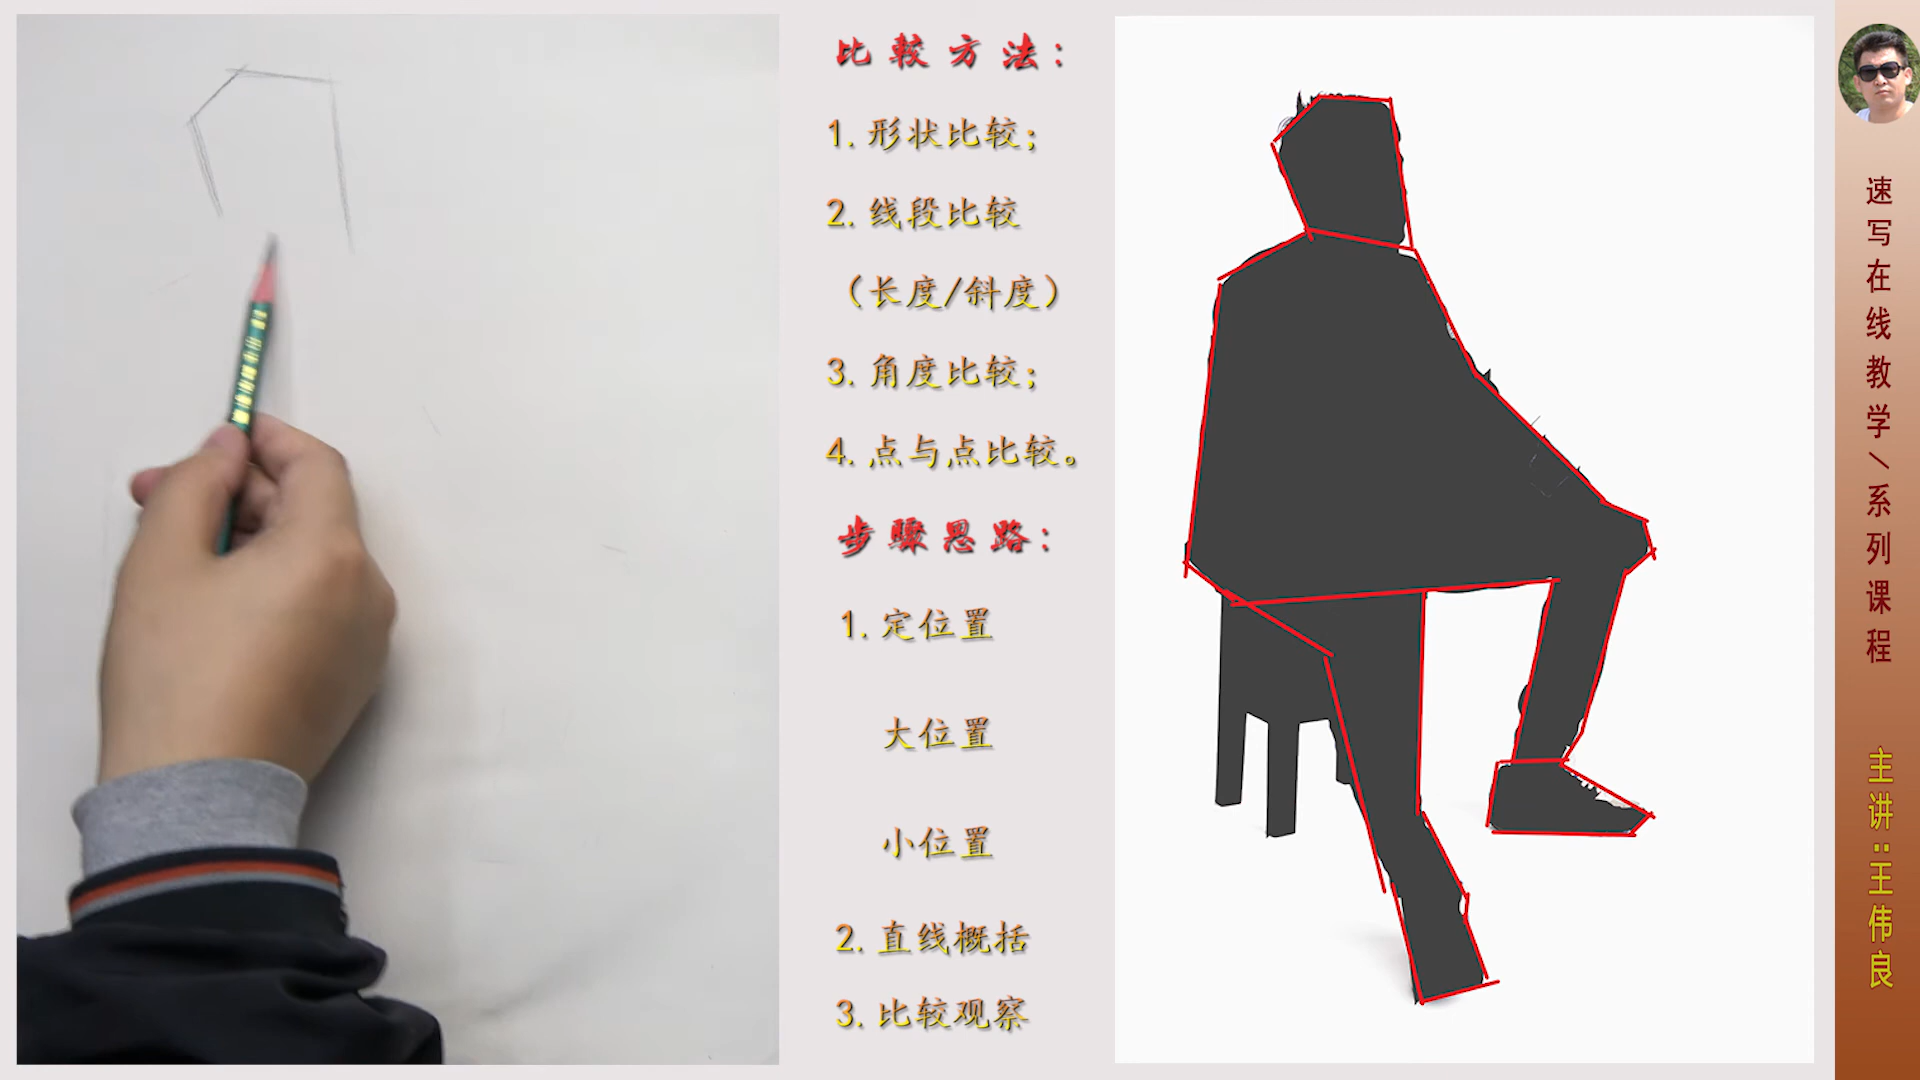 比較方法：
1. 形状比较；
2. 线段比较
（长度/斜度）
3. 角度比较；
4. 点与点比较。
步骤思路：
1. 定位置
大位置
小位置
2. 直线概括
3. 比较观察
速写在线教学/系列课程
主讲：王伟良